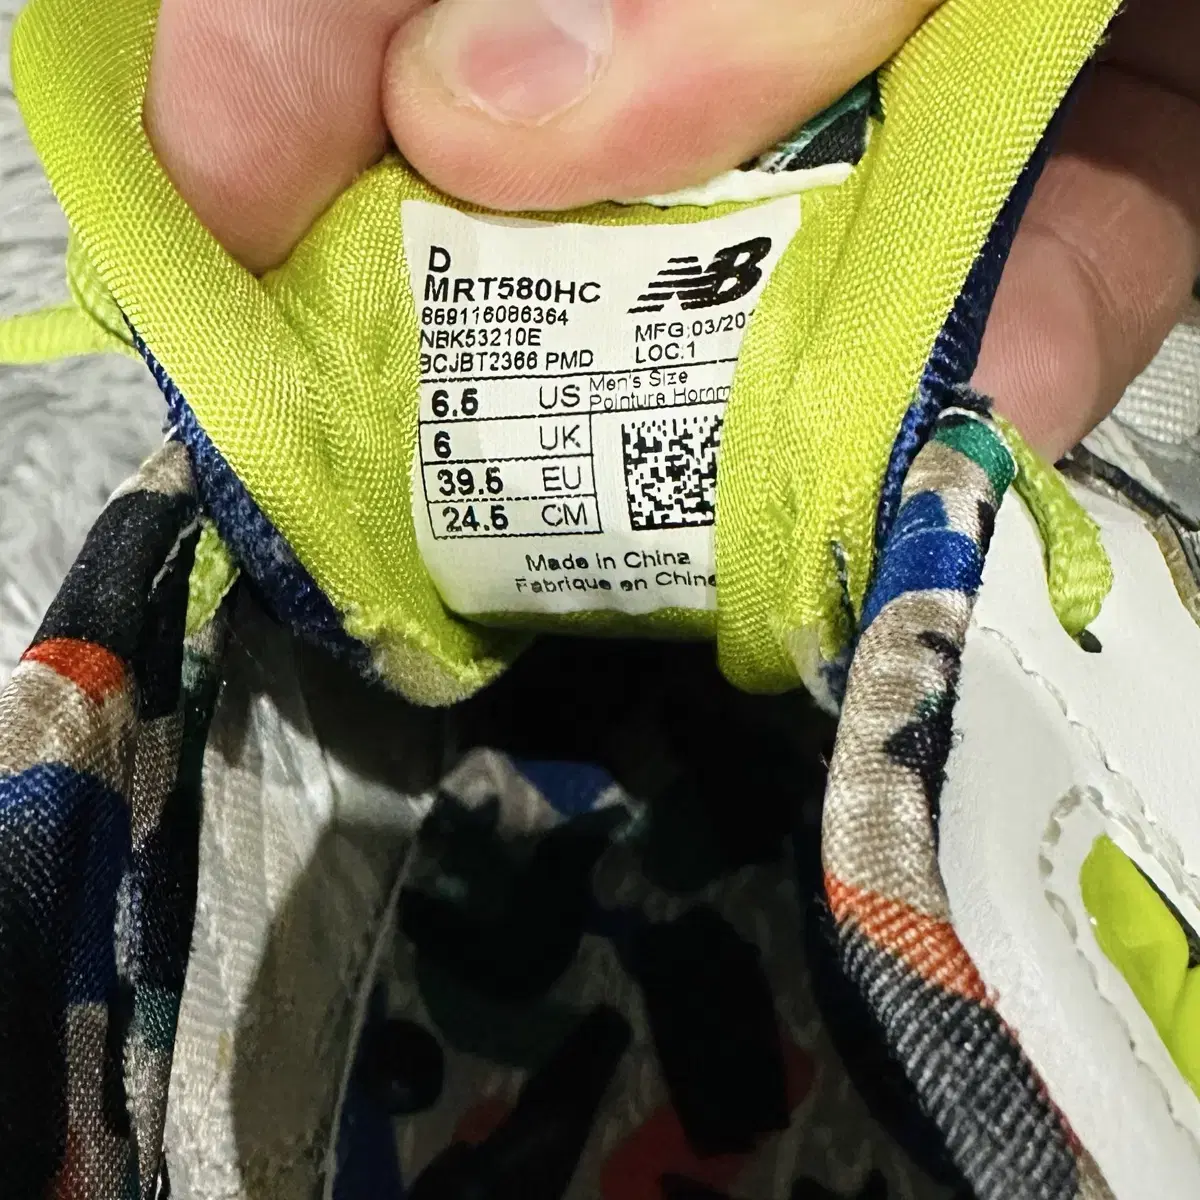 D
MRT580HC
NB
869116086364
NBK53210E
MFG:03/20
BCJBT2366 PMD
LOC:1
6.5 US Men's Size
Pointure Homm
6 UK
39.5 EU
24.5 CM
Made in China
Fabrique en Chine